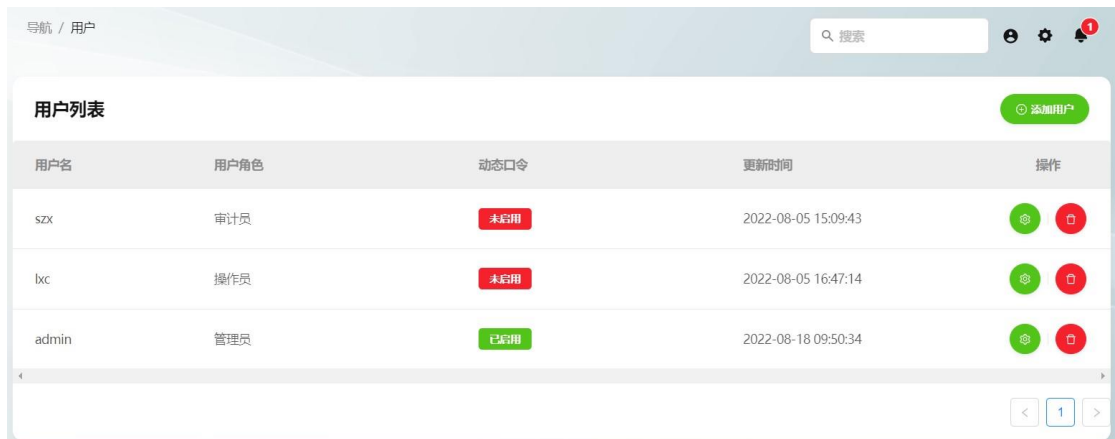 导航 / 用户
搜索
1
用户列表
添加用户
用户名 用户角色 动态口令 更新时间 操作
szx 审计员 未启用 2022-08-05 15:09:43
lxc 操作员 未启用 2022-08-05 16:47:14
admin 管理员 已启用 2022-08-18 09:50:34
< 1 >